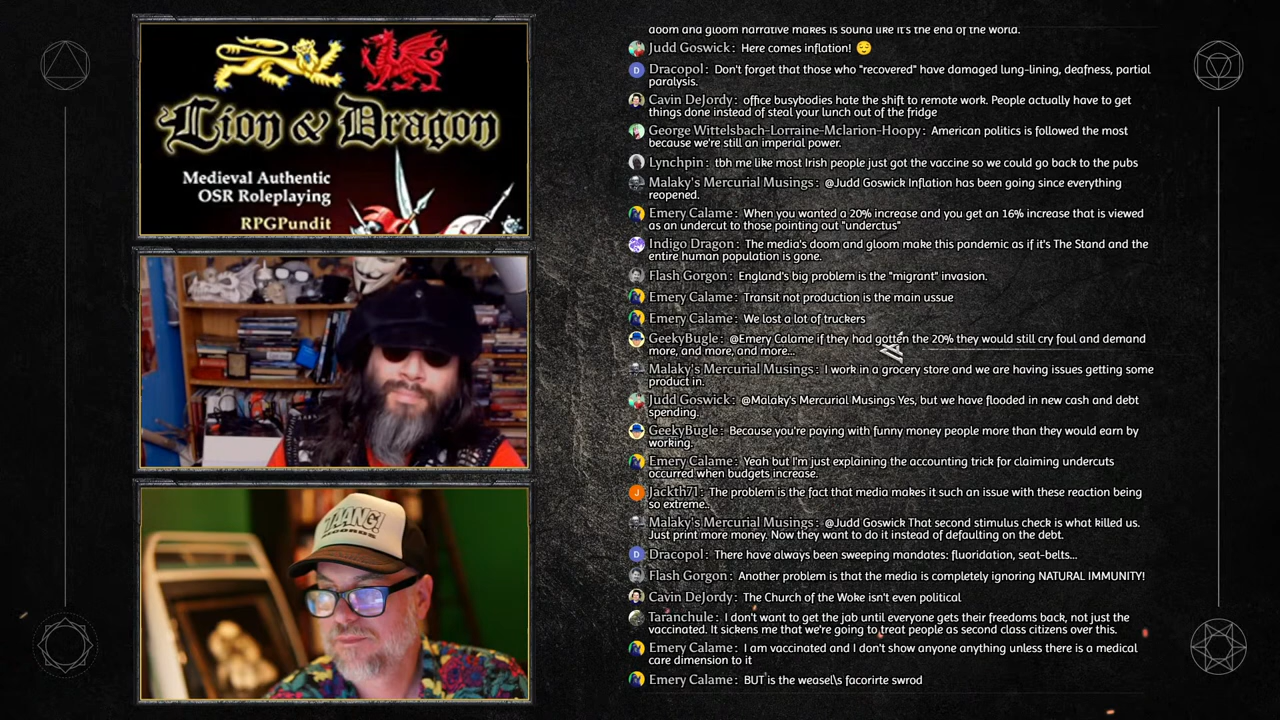 Lion & Dragon
Medieval Authentic
OSR Roleplaying
RPGPundit
TAANG!
RECORDS
doom and gloom narrative makes is sound like it's the end of the world.
Judd Goswick: Here comes inflation! 😌
D Dracopol: Don't forget that those who "recovered" have damaged lung-lining, deafness, partial
paralysis.
Cavin DeJordy: office busybodies hate the shift to remote work. People actually have to get
things done instead of steal your lunch out of the fridge
George Wittelsbach-Lorraine-Mclarion-Hoopy: American politics is followed the most
because we're still an imperial power.
Lynchpin: tbh me like most Irish people just got the vaccine so we could go back to the pubs
Malaky's Mercurial Musings: @Judd Goswick Inflation has been going since everything
reopened.
Emery Calame: When you wanted a 20% increase and you get an 16% increase that is viewed
as an undercut to those pointing out "underctus"
Indigo Dragon: The media's doom and gloom make this pandemic as if it's The Stand and the
entire human population is gone.
Flash Gorgon: England's big problem is the "migrant" invasion.
Emery Calame: Transit not production is the main ussue
Emery Calame: We lost a lot of truckers
GeekyBugle: @Emery Calame if they had gotten the 20% they would still cry foul and demand
more, and more, and more...
Malaky's Mercurial Musings: I work in a grocery store and we are having issues getting some
product in.
Judd Goswick: @Malaky's Mercurial Musings Yes, but we have flooded in new cash and debt
spending.
GeekyBugle: Because you're paying with funny money people more than they would earn by
working.
Emery Calame: Yeah but I'm just explaining the accounting trick for claiming undercuts
occurred when budgets increase.
J Jackth71: The problem is the fact that media makes it such an issue with these reaction being
so extreme..
Malaky's Mercurial Musings: @Judd Goswick That second stimulus check is what killed us.
Just print more money. Now they want to do it instead of defaulting on the debt.
D Dracopol: There have always been sweeping mandates: fluoridation, seat-belts...
Flash Gorgon: Another problem is that the media is completely ignoring NATURAL IMMUNITY!
Cavin DeJordy: The Church of the Woke isn't even political
Taranchule: I don't want to get the job until everyone gets their freedoms back, not just the
vaccinated. It sickens me that we're going to treat people as second class citizens over this.
Emery Calame: I am vaccinated and I don't show anyone anything unless there is a medical
care dimension to it
Emery Calame: BUT is the weasel\s facorirte swrod